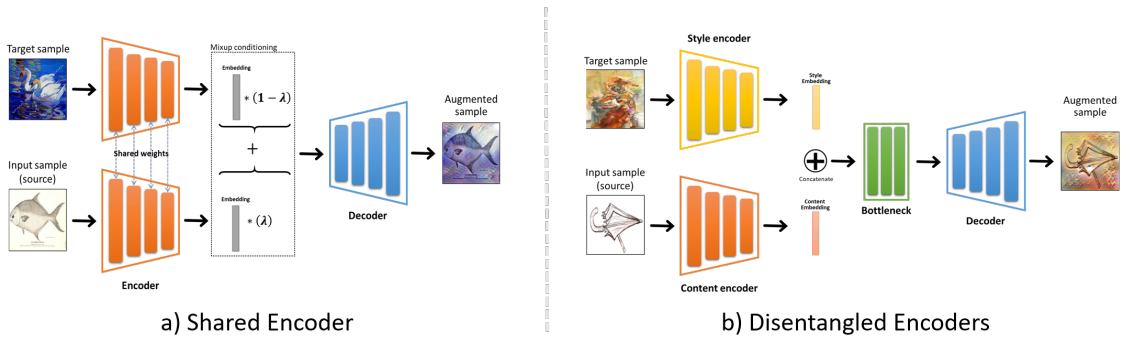 Target sample
Mixup conditioning
Embedding
* (1 − λ)
Shared weights
+
Input sample
(source)
Embedding
* (λ)
Encoder
Decoder
Augmented
sample
a) Shared Encoder
Style encoder
Target sample
Style
Embedding
Input sample
(source)
Concatenate
Content
Embedding
Content encoder
Bottleneck
Decoder
Augmented
sample
b) Disentangled Encoders